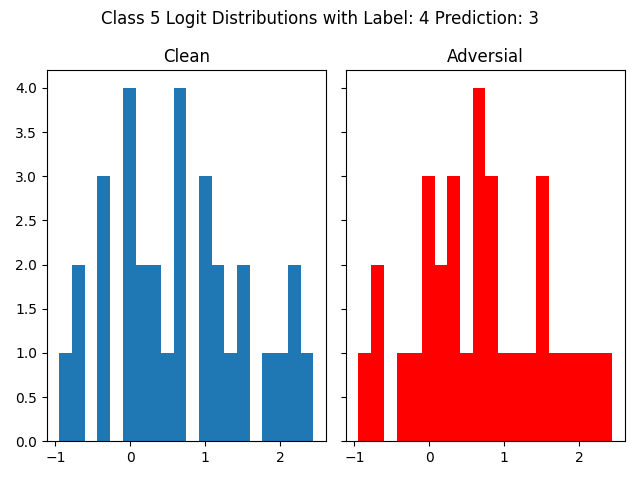 Class 5 Logit Distributions with Label: 4 Prediction: 3
Clean
Adversial
4.0
3.5
3.0
2.5
2.0
1.5
1.0
0.5
0.0
−1 0 1 2
−1 0 1 2